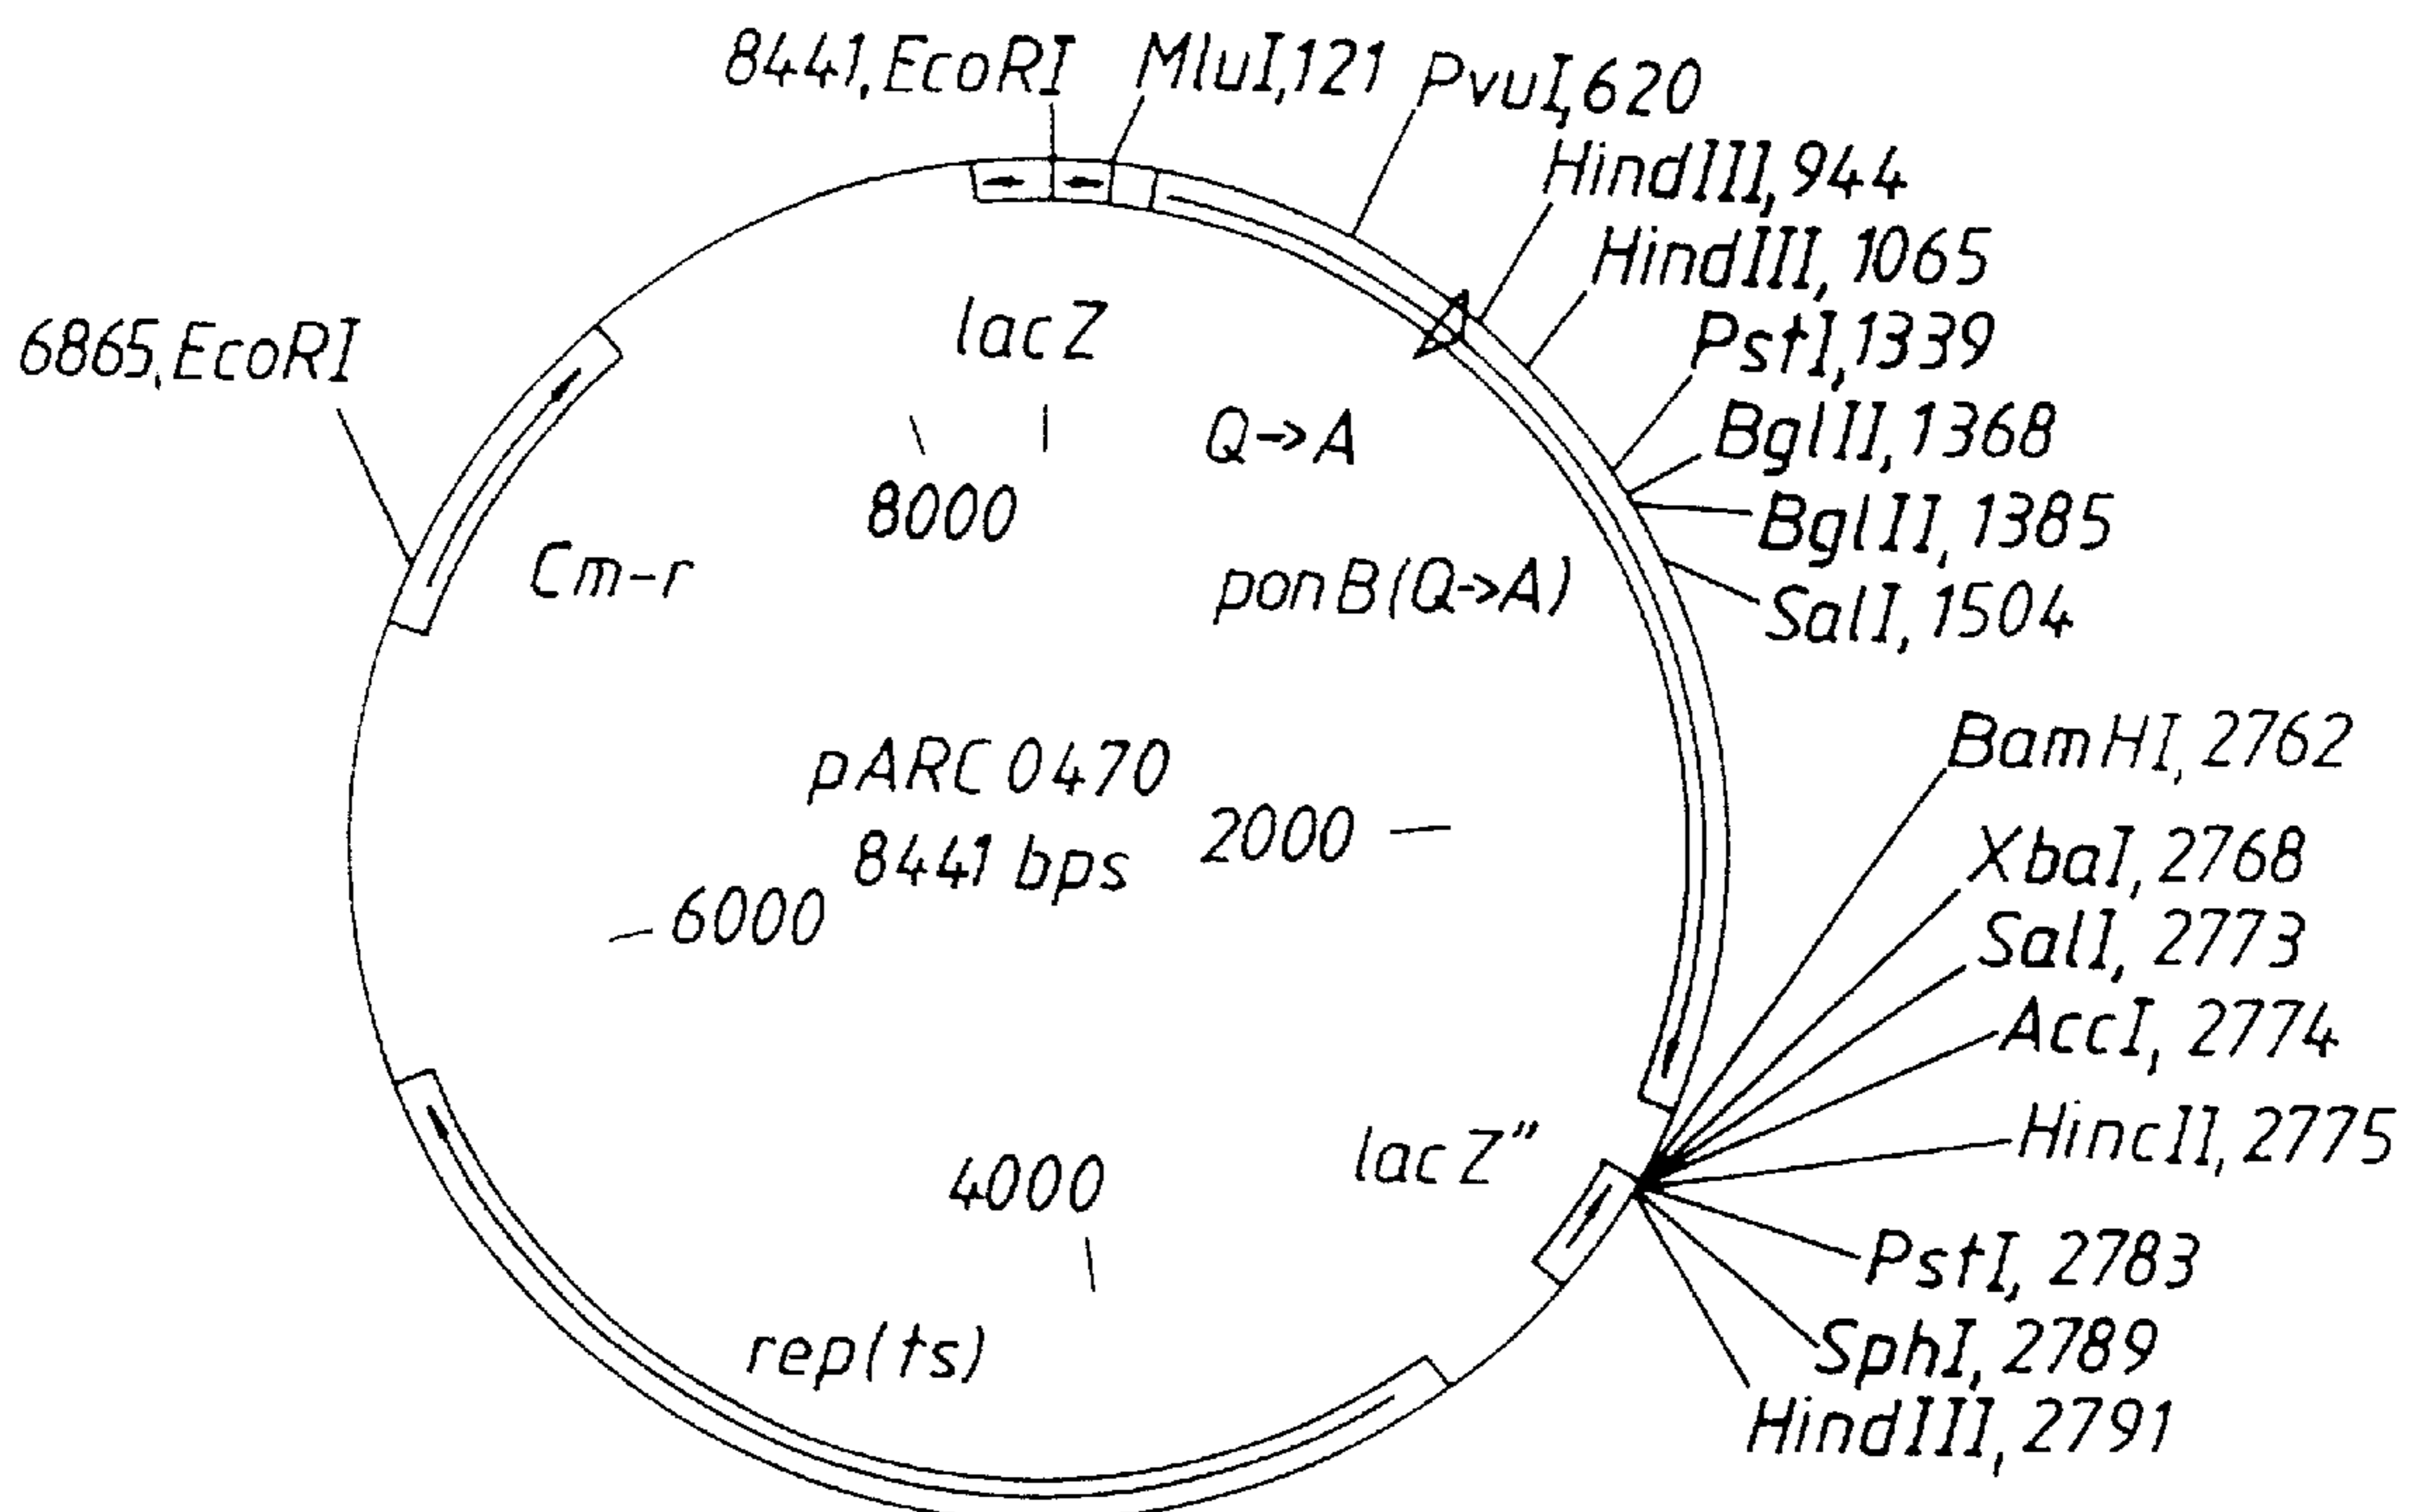 8441, EcoRI
MluI, 121
PvuI, 620
HindIII, 944
HindIII, 1065
PstI, 1339
BglII, 1368
BglII, 1385
SalI, 1504
6865, EcoRI
lacZ
Q→A
8000
Cm-r
ponB(Q→A)
pARC0470
8441 bps
2000
6000
BamHI, 2762
XbaI, 2768
SalI, 2773
AccI, 2774
HincII, 2775
PstI, 2783
SphI, 2789
HindIII, 2791
lacZ"
4000
rep(ts)